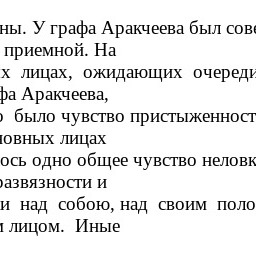 ны. У графа Аракчеева был сове
приемной. На
х лицах, ожидающих очереди
фа Аракчеева,
о было чувство пристыженност
новных лицах
ось одно общее чувство неловк
развязности и
и над собою, над своим поло
м лицом. Иные